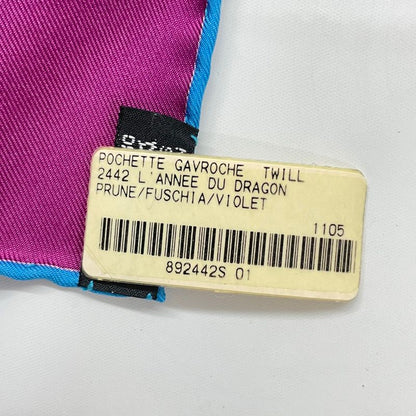 POCHETTE GAVROCHE TWILL
2442 L'ANNEE DU DRAGON
PRUNE/FUSCHIA/VIOLET
1105
892442S 01